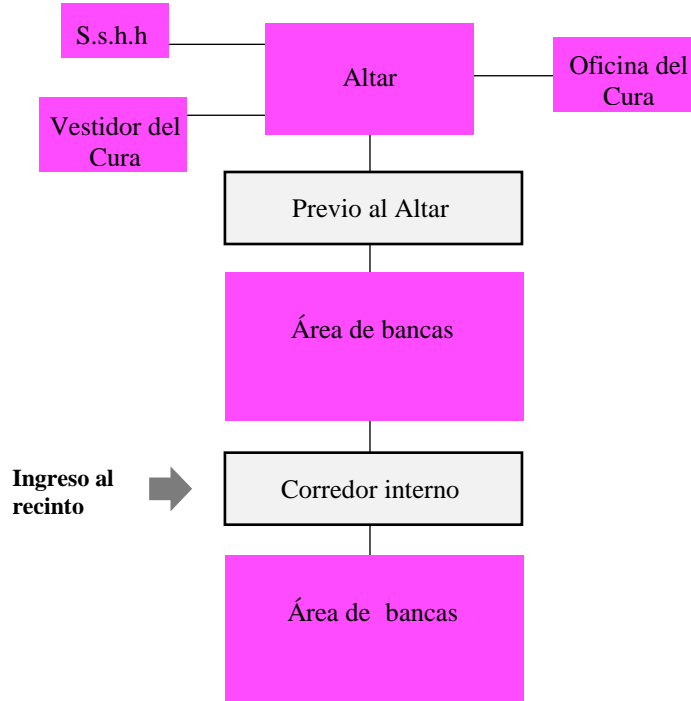 S.s.h.h
Altar
Oficina del
Cura
Vestidor del
Cura
Previo al Altar
Área de bancas
Ingreso al
recinto
Corredor interno
Área de  bancas